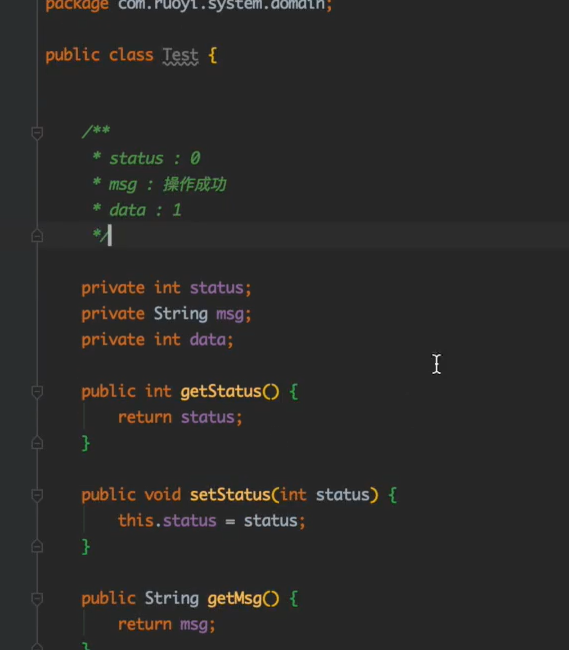 package com.ruoyi.system.domain;
public class Test {
/**
* status : 0
* msg : 操作成功
* data : 1
*/
private int status;
private String msg;
private int data;
public int getStatus() {
return status;
}
public void setStatus(int status) {
this.status = status;
}
public String getMsg() {
return msg;
}